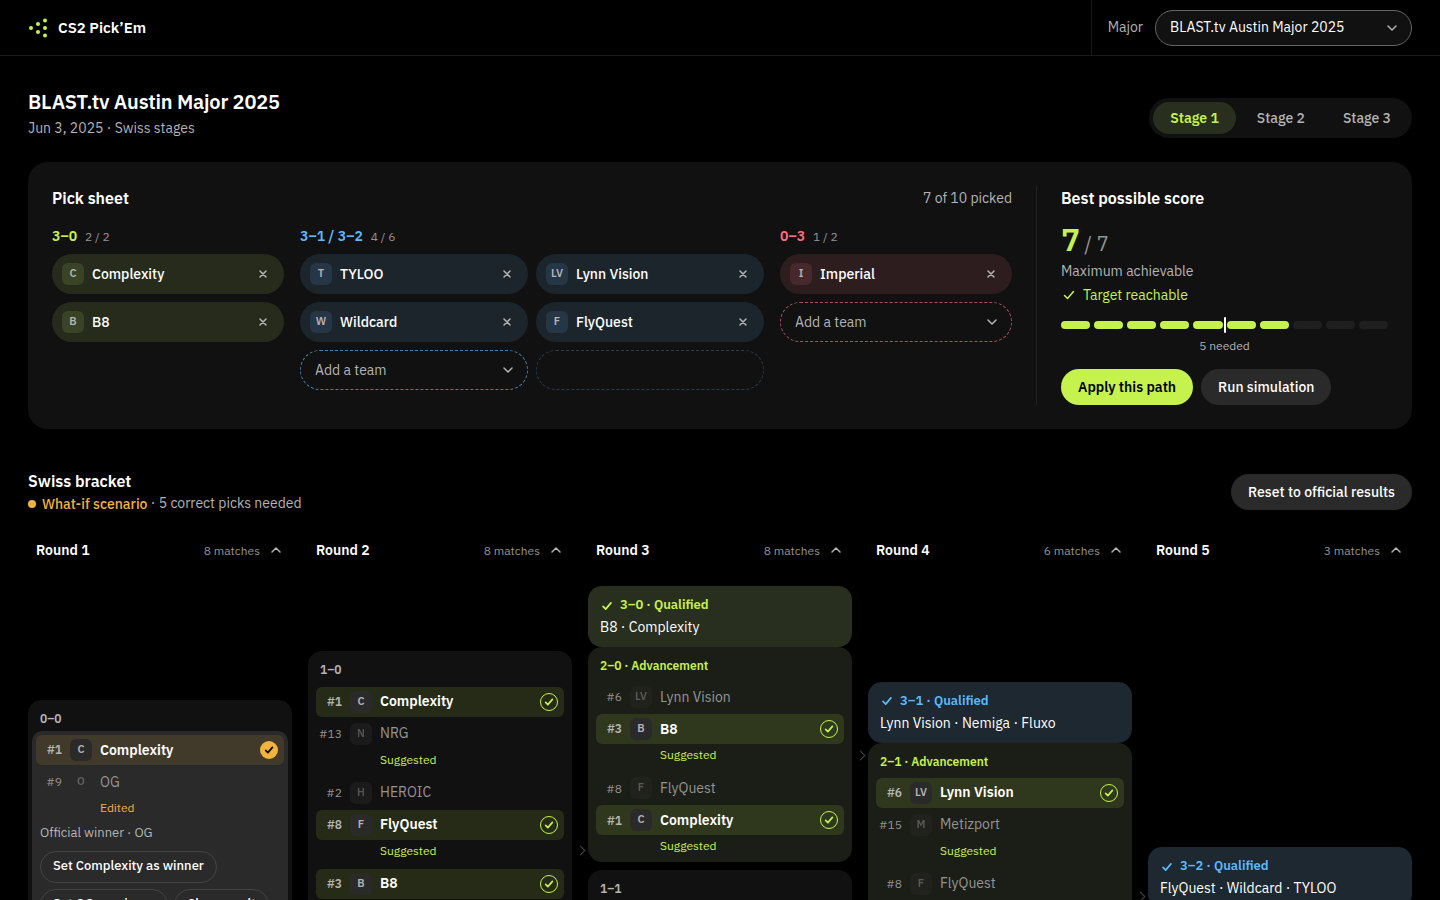 CS2 Pick’Em
Major
BLAST.tv Austin Major 2025
BLAST.tv Austin Major 2025
Jun 3, 2025 · Swiss stages
Stage 1
Stage 2
Stage 3
Pick sheet
7 of 10 picked
3–0 2 / 2
3–1 / 3–2 4 / 6
0–3 1 / 2
C Complexity
T TYLOO
LV Lynn Vision
I Imperial
B B8
W Wildcard
F FlyQuest
Add a team
Add a team
Best possible score
7 / 7
Maximum achievable
Target reachable
5 needed
Apply this path
Run simulation
Swiss bracket
What-if scenario · 5 correct picks needed
Reset to official results
Round 1
8 matches
0–0
#1 C Complexity
#9 O OG
Edited
Official winner · OG
Set Complexity as winner
Round 2
8 matches
1–0
#1 C Complexity
#13 N NRG
Suggested
#2 H HEROIC
#8 F FlyQuest
Suggested
#3 B B8
Round 3
8 matches
3–0 · Qualified
B8 · Complexity
2–0 · Advancement
#6 LV Lynn Vision
#3 B B8
Suggested
#8 F FlyQuest
#1 C Complexity
Suggested
1–1
Round 4
6 matches
3–1 · Qualified
Lynn Vision · Nemiga · Fluxo
2–1 · Advancement
#6 LV Lynn Vision
#15 M Metizport
Suggested
#8 F FlyQuest
Round 5
3 matches
3–2 · Qualified
FlyQuest · Wildcard · TYLOO